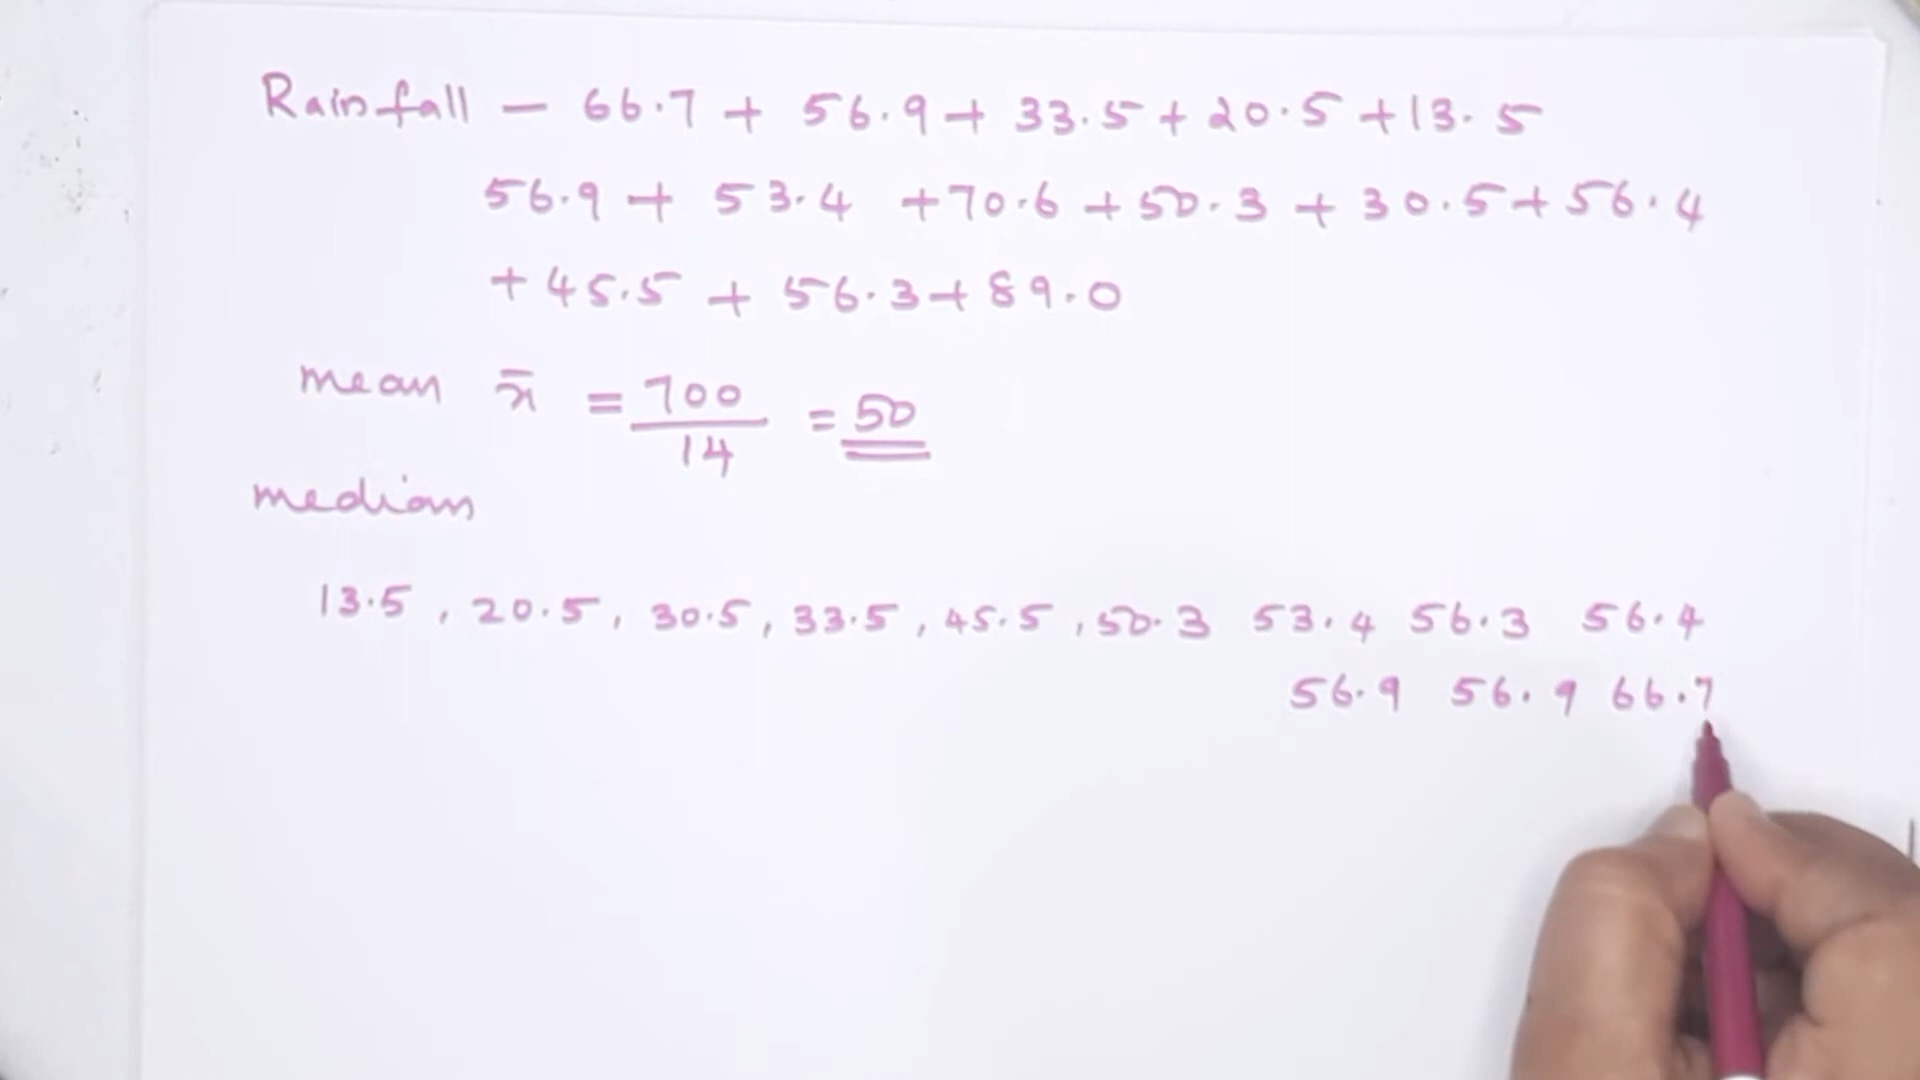 Rainfall - 66.7 + 56.9 + 33.5 + 20.5 + 13.5
56.9 + 53.4 + 70.6 + 50.3 + 30.5 + 56.4
+ 45.5 + 56.3 + 89.0
mean x̄ = 700/14 = 50
median
13.5, 20.5, 30.5, 33.5, 45.5, 50.3 53.4 56.3 56.4
56.9 56.9 66.7